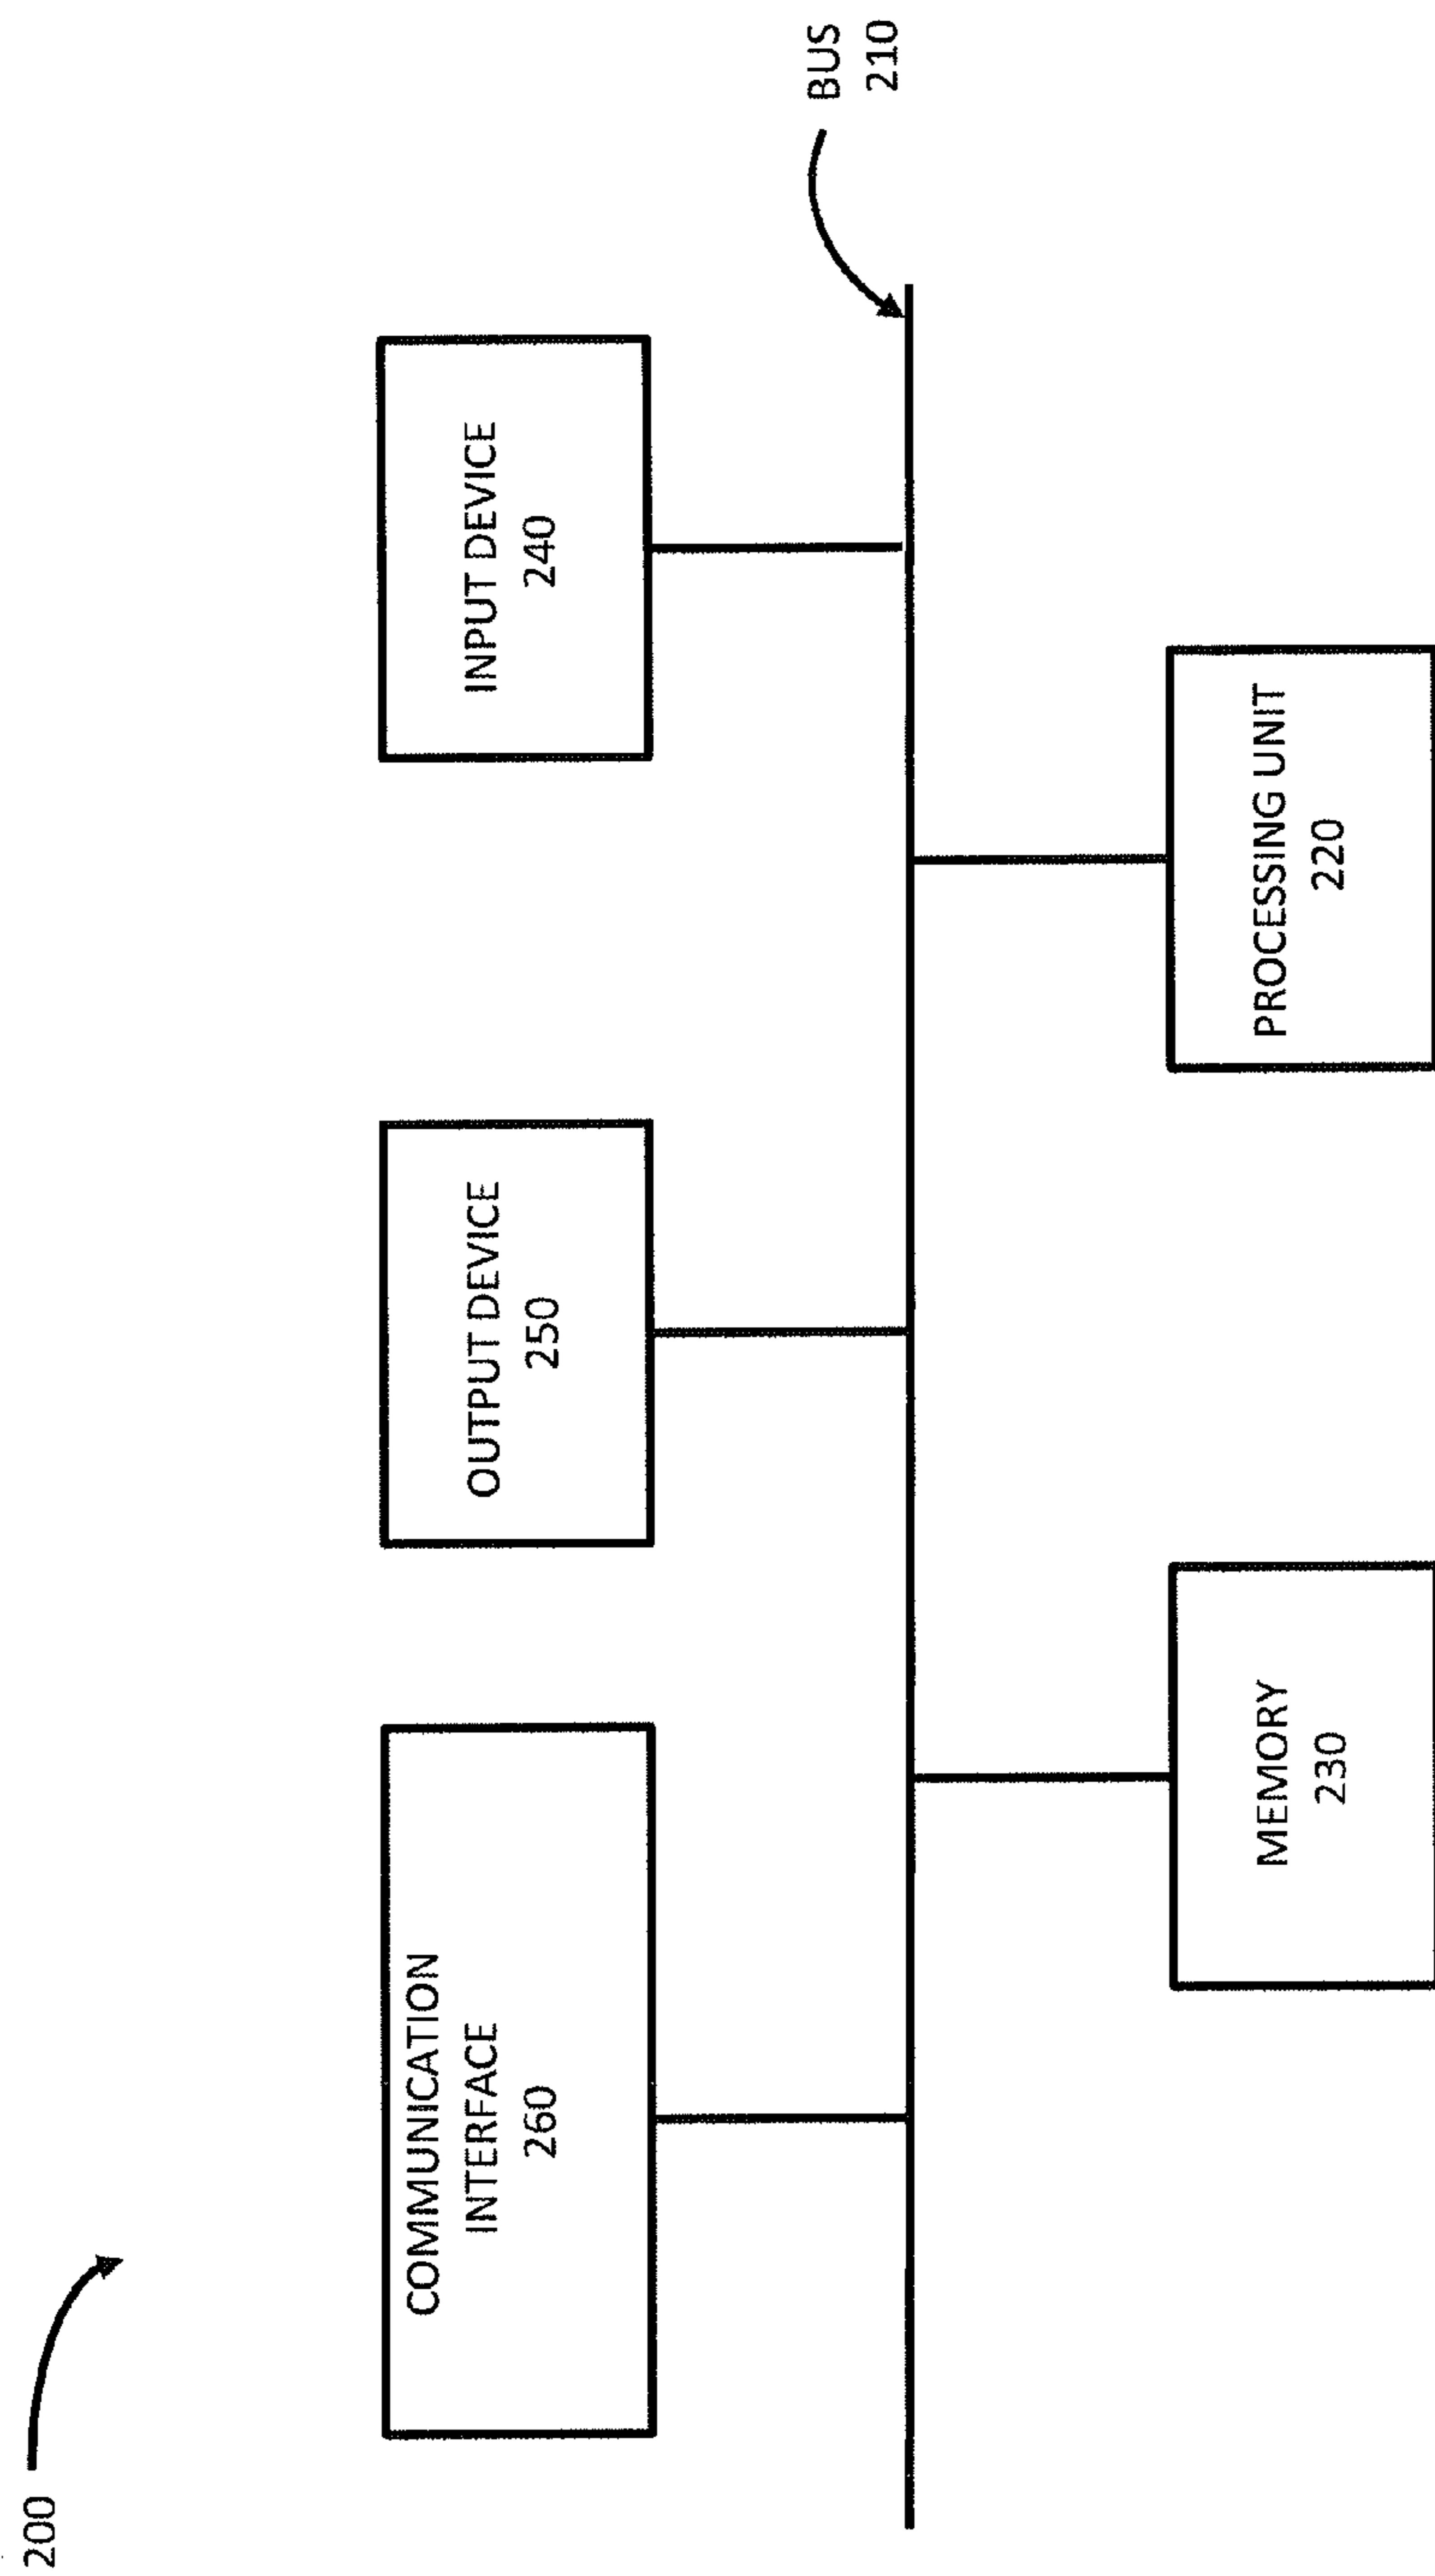 200
COMMUNICATION
INTERFACE
260
OUTPUT DEVICE
250
INPUT DEVICE
240
BUS
210
MEMORY
230
PROCESSING UNIT
220